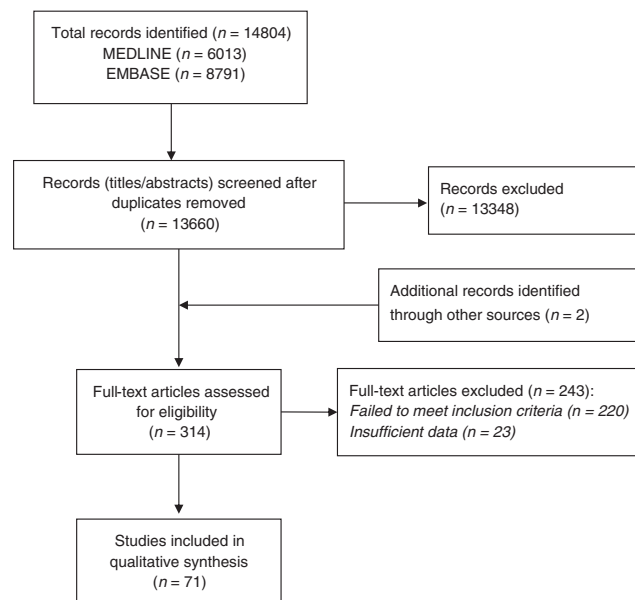 Total records identified (n = 14804)
MEDLINE (n = 6013)
EMBASE (n = 8791)
Records (titles/abstracts) screened after
duplicates removed
(n = 13660)
Records excluded
(n = 13348)
Additional records identified
through other sources (n = 2)
Full-text articles assessed
for eligibility
(n = 314)
Full-text articles excluded (n = 243):
Failed to meet inclusion criteria (n = 220)
Insufficient data (n = 23)
Studies included in
qualitative synthesis
(n = 71)